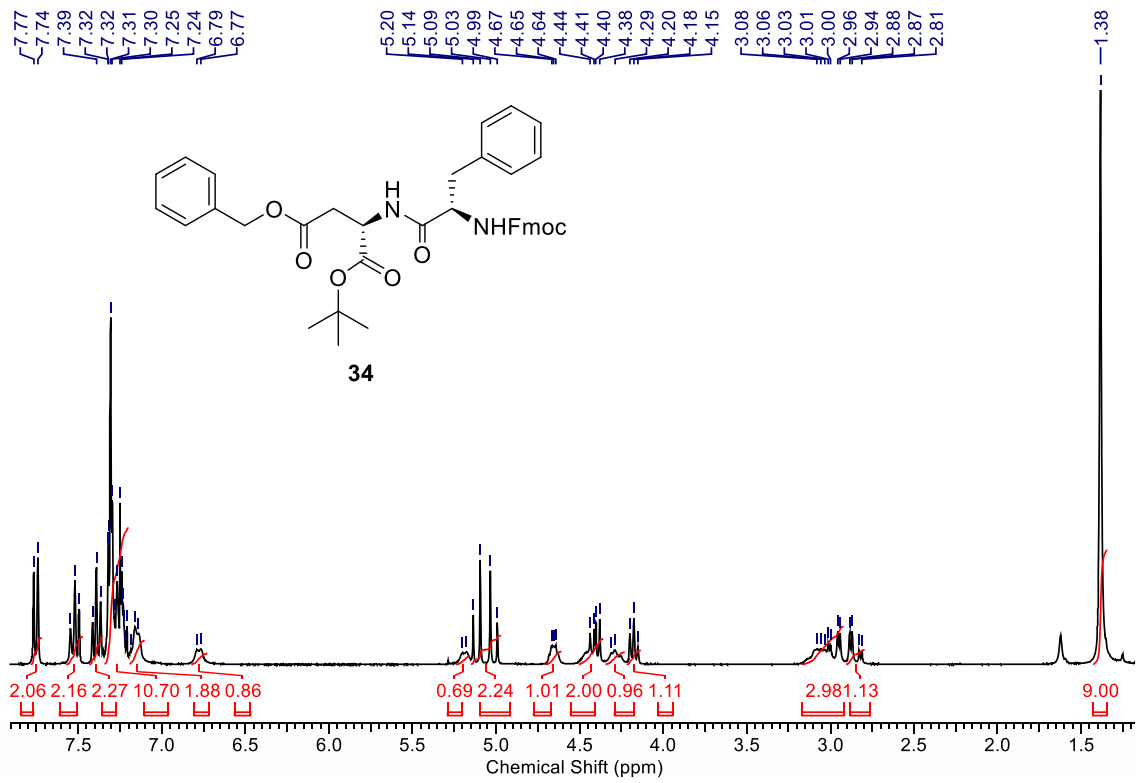 7.77 7.74 7.39 7.32 7.32 7.31 7.30 7.25 7.24 6.79 6.77 5.20 5.14 5.09 5.03 4.99 4.67 4.65 4.64 4.44 4.41 4.40 4.38 4.29 4.20 4.18 4.15 3.08 3.06 3.03 3.01 3.00 2.96 2.94 2.88 2.87 2.81 1.38
H
N
O
NHFmoc
O
O
O
O
34
2.06 2.16 2.27 10.70 1.88 0.86 0.69 2.24 1.01 2.00 0.96 1.11 2.98 1.13 9.00
7.5 7.0 6.5 6.0 5.5 5.0 4.5 4.0 3.5 3.0 2.5 2.0 1.5
Chemical Shift (ppm)